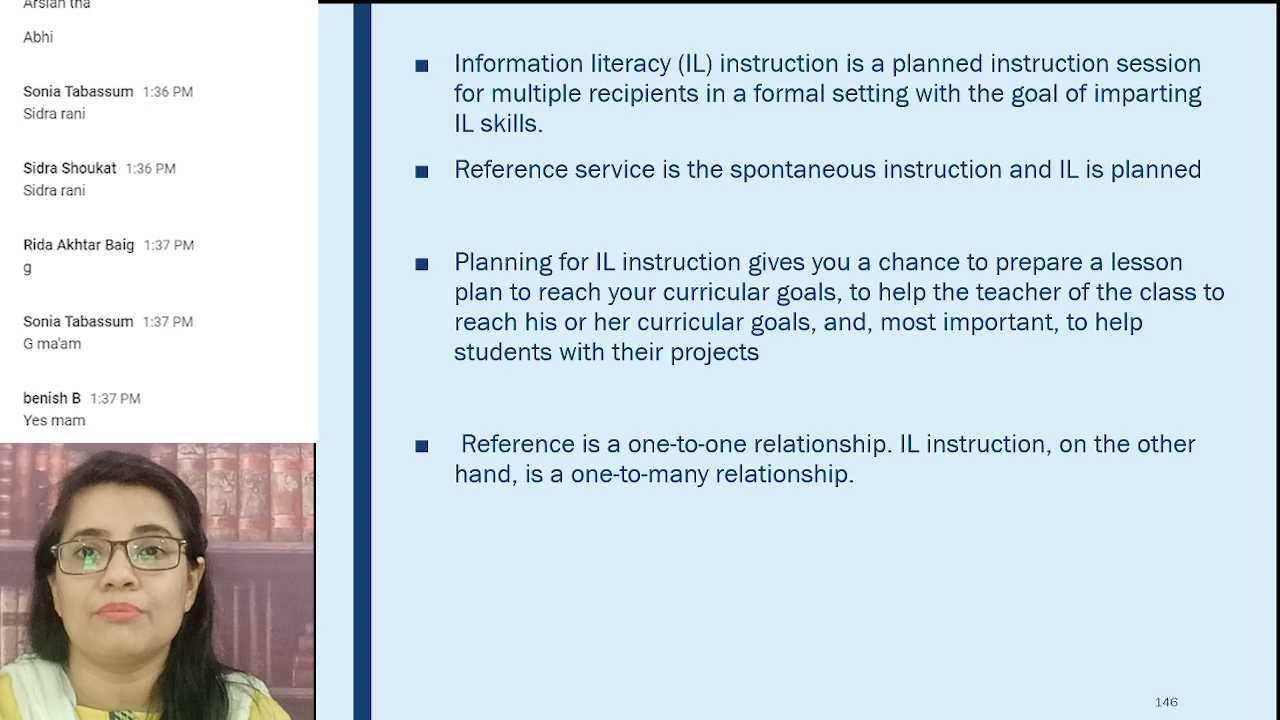 Arslan tha
Abhi
Sonia Tabassum 1:36 PM
Sidra rani
Sidra Shoukat 1:36 PM
Sidra rani
Rida Akhtar Baig 1:37 PM
g
Sonia Tabassum 1:37 PM
G ma'am
benish B 1:37 PM
Yes mam
■ Information literacy (IL) instruction is a planned instruction session
for multiple recipients in a formal setting with the goal of imparting
IL skills.
■ Reference service is the spontaneous instruction and IL is planned
■ Planning for IL instruction gives you a chance to prepare a lesson
plan to reach your curricular goals, to help the teacher of the class to
reach his or her curricular goals, and, most important, to help
students with their projects
■ Reference is a one-to-one relationship. IL instruction, on the other
hand, is a one-to-many relationship.
146